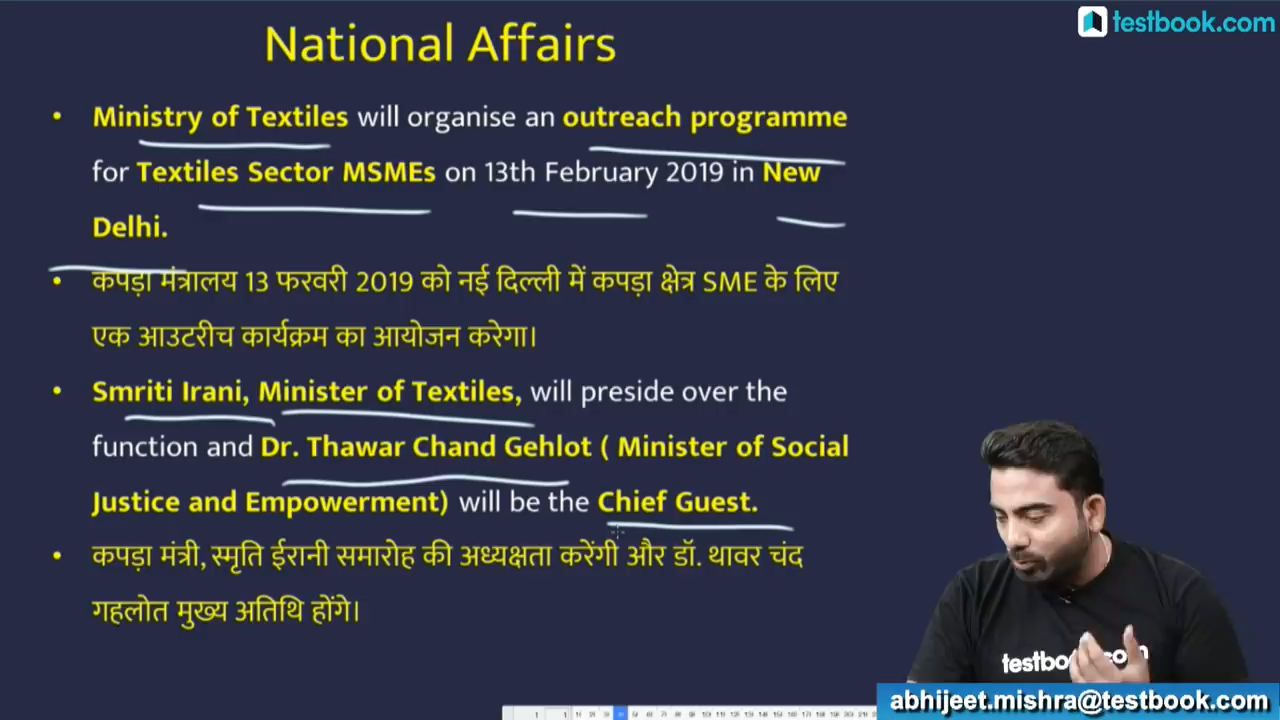 testbook.com
National Affairs
• Ministry of Textiles will organise an outreach programme
for Textiles Sector MSMEs on 13th February 2019 in New
Delhi.
• कपड़ा मंत्रालय 13 फरवरी 2019 को नई दिल्ली में कपड़ा क्षेत्र SME के लिए
एक आउटरीच कार्यक्रम का आयोजन करेगा।
• Smriti Irani, Minister of Textiles, will preside over the
function and Dr. Thawar Chand Gehlot ( Minister of Social
Justice and Empowerment) will be the Chief Guest.
• कपड़ा मंत्री, स्मृति ईरानी समारोह की अध्यक्षता करेंगी और डॉ. थावर चंद
गहलोत मुख्य अतिथि होंगे।
abhijeet.mishra@testbook.com